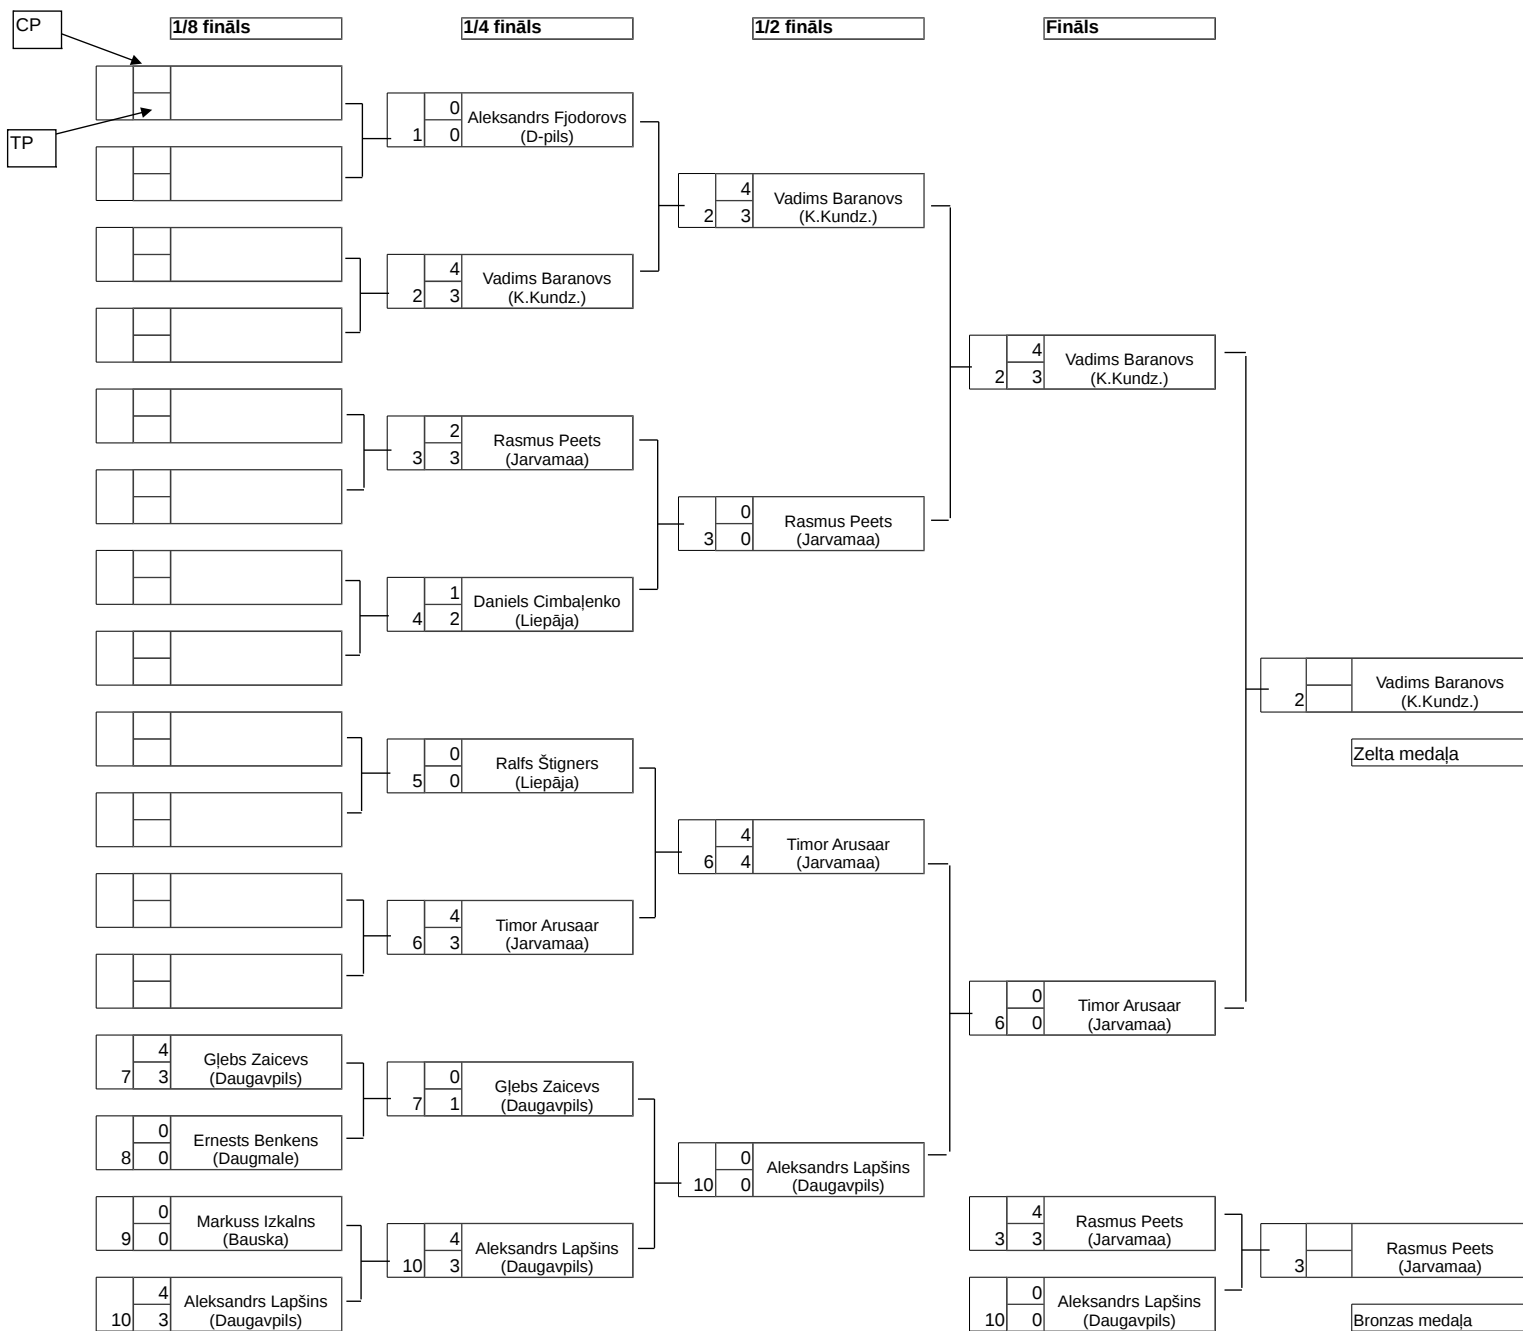 CP
1/8 fināls
1/4 fināls
1/2 fināls
Fināls
TP
0
Aleksandrs Fjodorovs
1 0
(D-pils)
4
Vadims Baranovs
2 3
(K.Kundz.)
4
Vadims Baranovs
2 3
(K.Kundz.)
4
Vadims Baranovs
2 3
(K.Kundz.)
2
Rasmus Peets
3 3
(Jarvamaa)
0
Rasmus Peets
3 0
(Jarvamaa)
1
Daniels Cimbaļenko
4 2
(Liepāja)
Vadims Baranovs
2
(K.Kundz.)
Zelta medaļa
0
Ralfs Štigners
5 0
(Liepāja)
4
Timor Arusaar
6 4
(Jarvamaa)
4
Timor Arusaar
6 3
(Jarvamaa)
0
Timor Arusaar
6 0
(Jarvamaa)
4
Gļebs Zaicevs
7 3
(Daugavpils)
0
Gļebs Zaicevs
7 1
(Daugavpils)
0
Ernests Benkens
8 0
(Daugmale)
0
Aleksandrs Lapšins
10 0
(Daugavpils)
0
Markuss Izkalns
9 0
(Bauska)
4
Aleksandrs Lapšins
10 3
(Daugavpils)
4
Rasmus Peets
3 3
(Jarvamaa)
Rasmus Peets
3
(Jarvamaa)
4
Aleksandrs Lapšins
10 3
(Daugavpils)
0
Aleksandrs Lapšins
10 0
(Daugavpils)
Bronzas medaļa